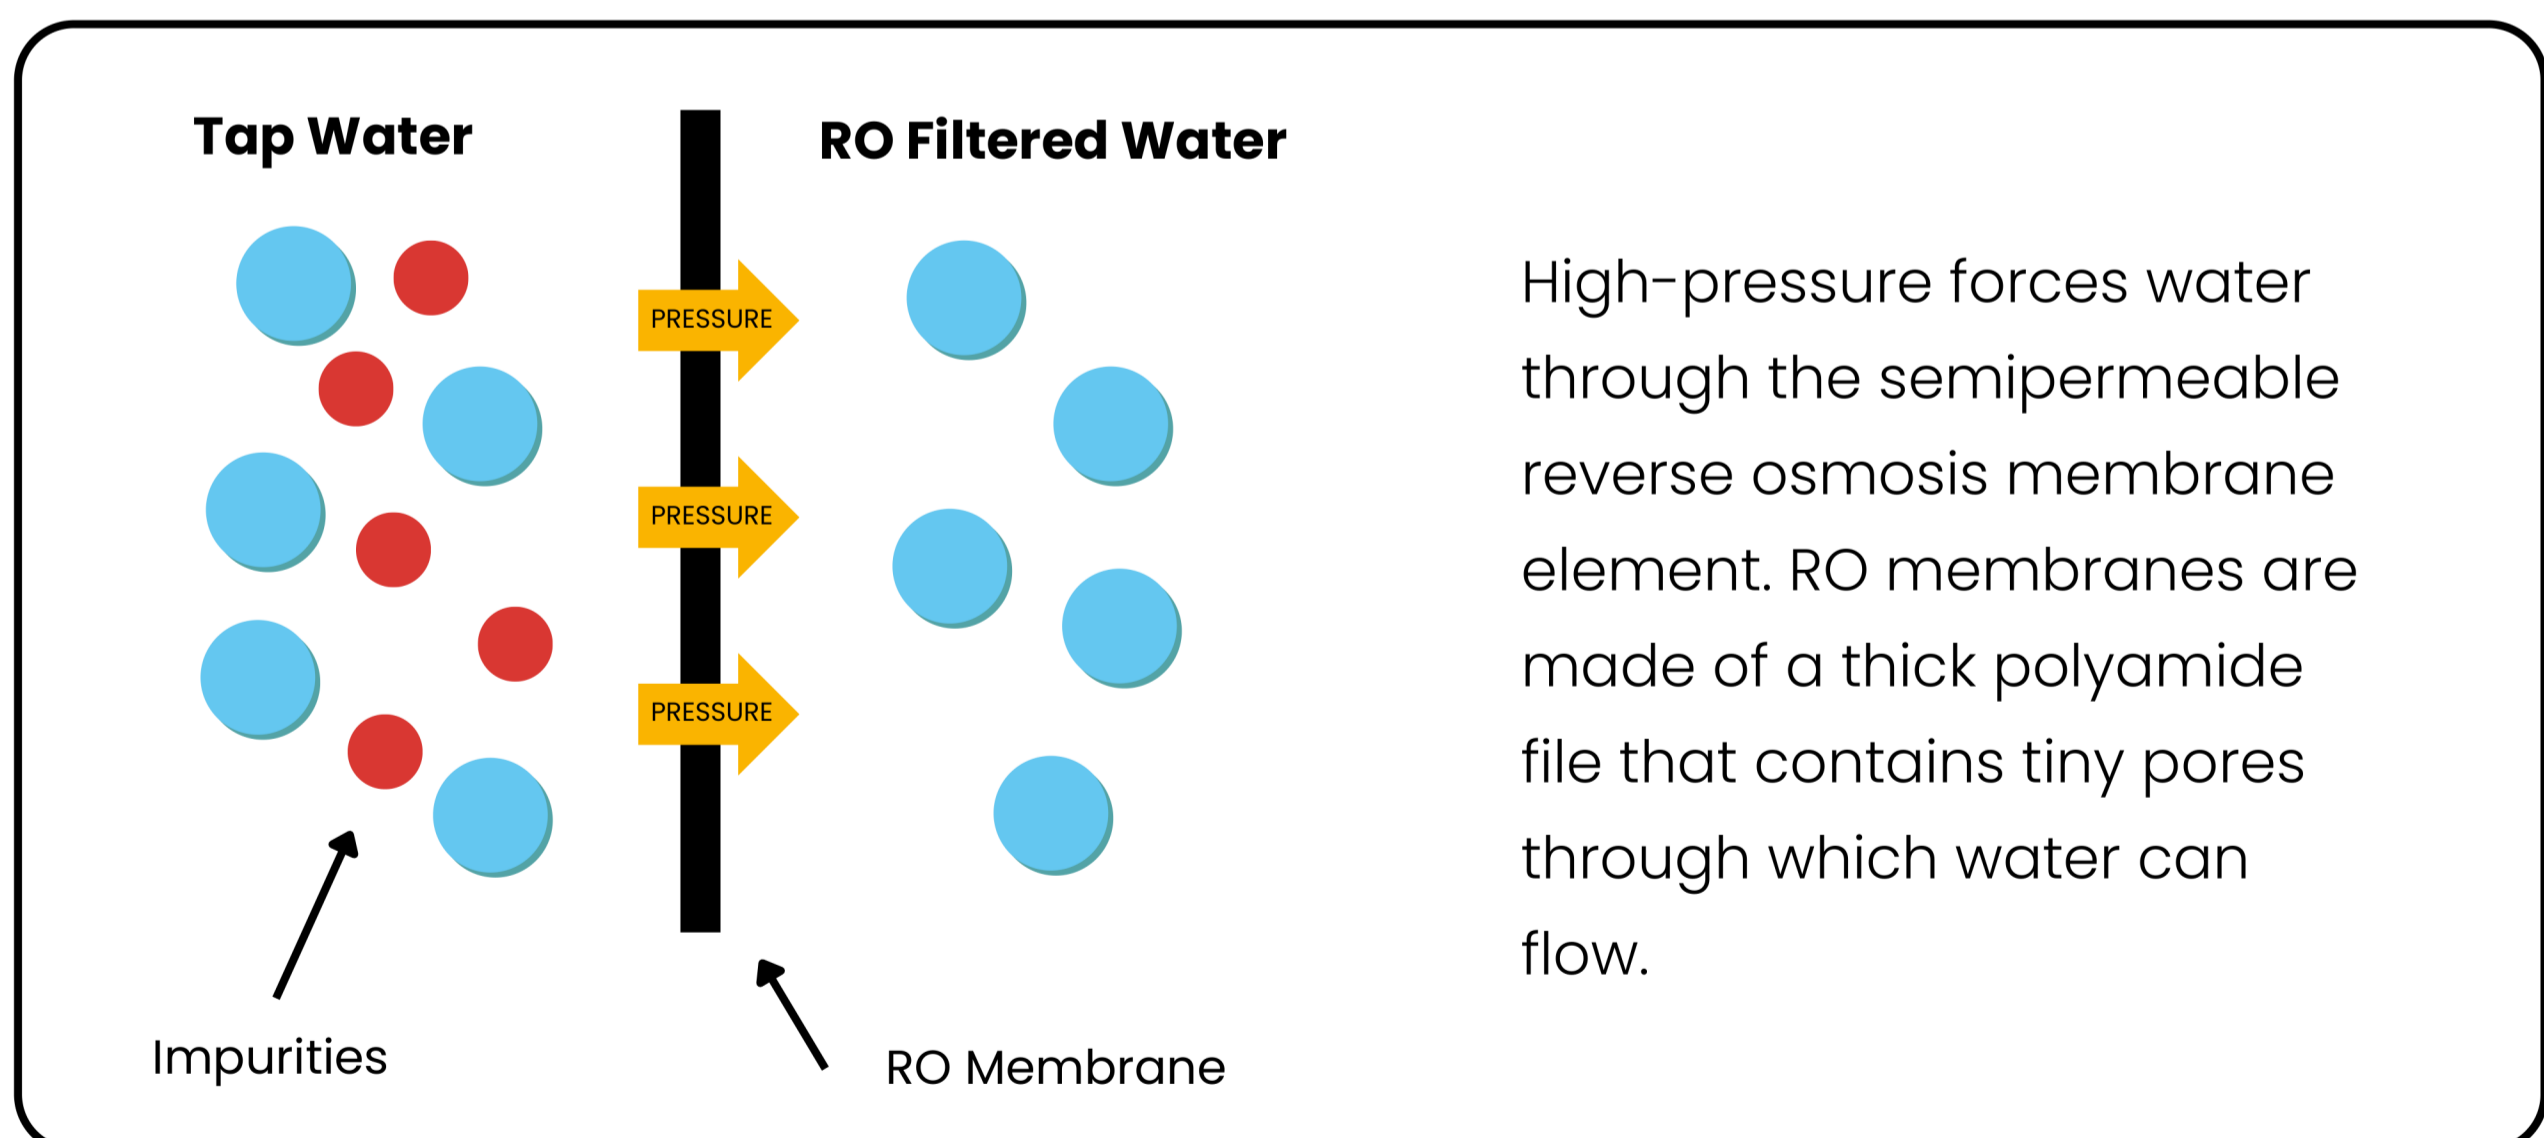 Tap Water
RO Filtered Water
PRESSURE
PRESSURE
PRESSURE
Impurities
RO Membrane
High-pressure forces water
through the semipermeable
reverse osmosis membrane
element. RO membranes are
made of a thick polyamide
file that contains tiny pores
through which water can
flow.